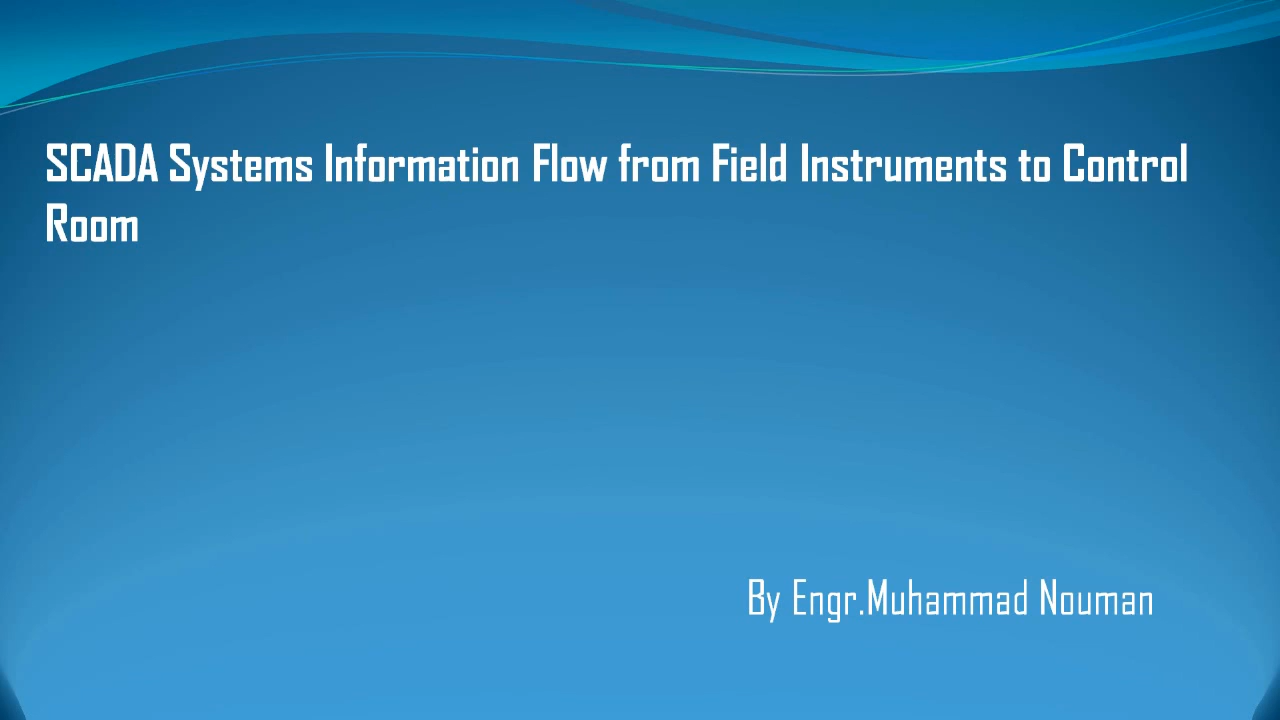 SCADA Systems Information Flow from Field Instruments to Control
Room
By Engr.Muhammad Nouman